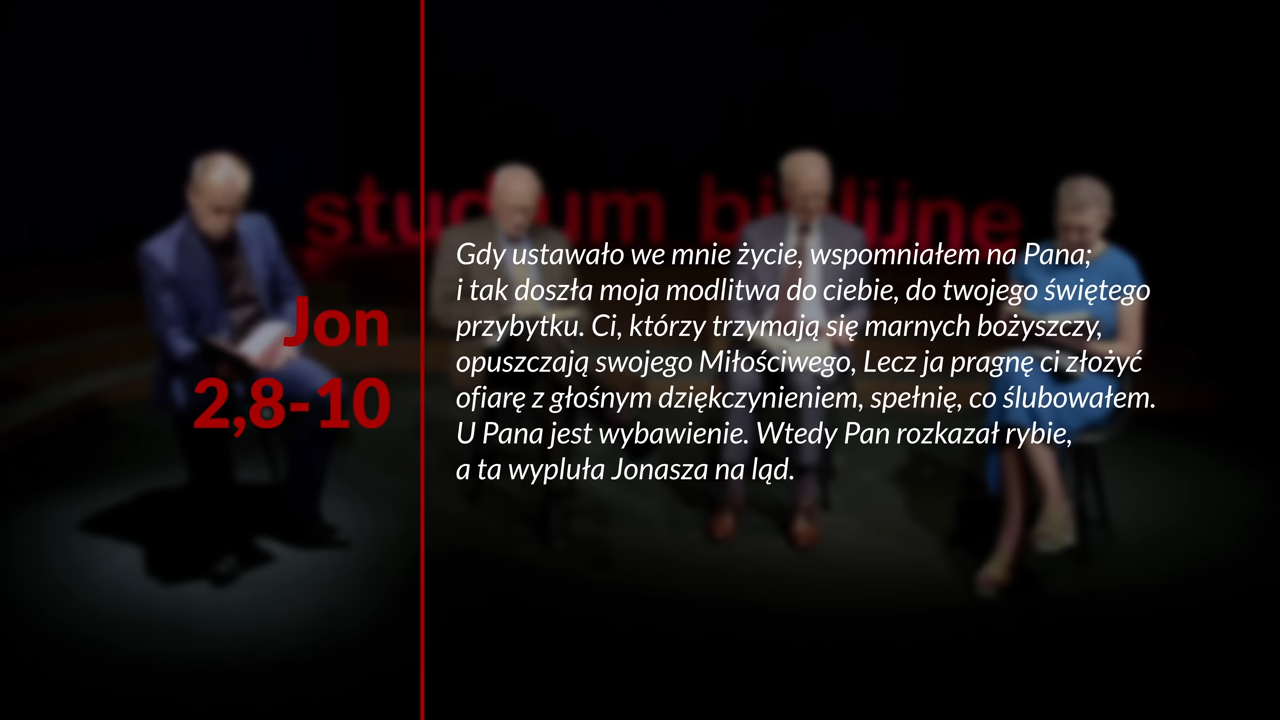 studium biblijne
Jon
2,8-10
Gdy ustawało we mnie życie, wspomniałem na Pana;
i tak doszła moja modlitwa do ciebie, do twojego świętego
przybytku. Ci, którzy trzymają się marnych bożyszczy,
opuszczają swojego Miłościwego, Lecz ja pragnę ci złożyć
ofiarę z głośnym dziękczynieniem, spełnię, co ślubowałem.
U Pana jest wybawienie. Wtedy Pan rozkazał rybie,
a ta wypluła Jonasza na ląd.